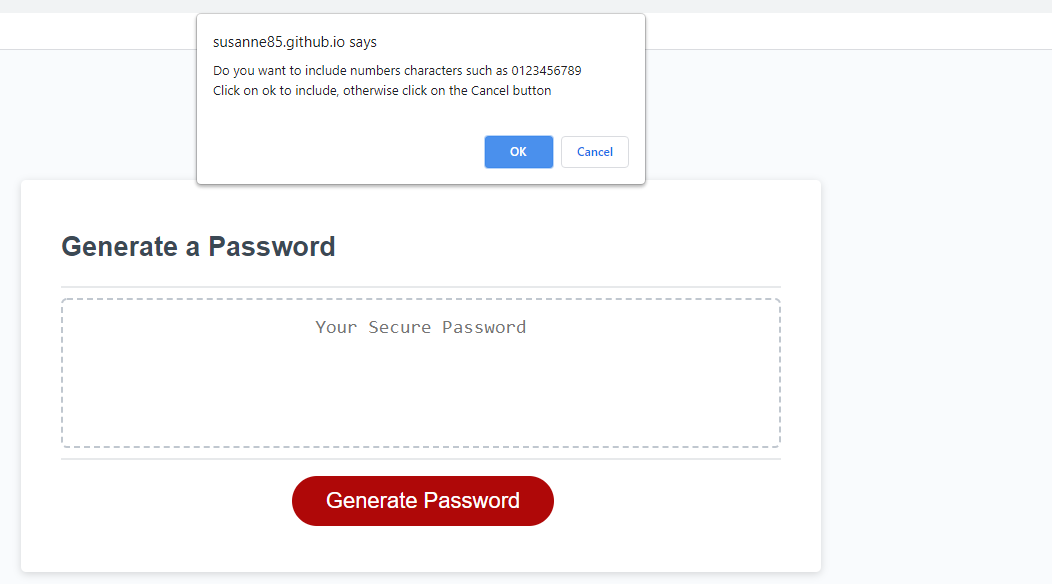 susanne85.github.io says
Do you want to include numbers characters such as 0123456789
Click on ok to include, otherwise click on the Cancel button
OK
Cancel
Generate a Password
Your Secure Password
Generate Password